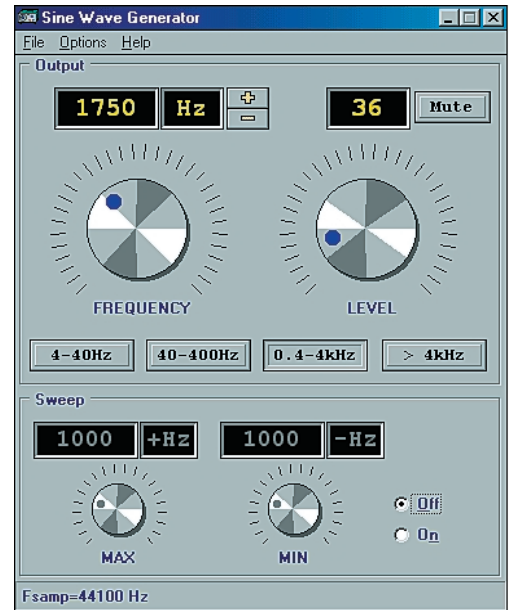 Sine Wave Generator
File Options Help
Output
1750 Hz + − 36 Mute
FREQUENCY LEVEL
4-40Hz 40-400Hz 0.4-4kHz > 4kHz
Sweep
1000 +Hz 1000 -Hz
Off
On
MAX MIN
Fsamp=44100 Hz